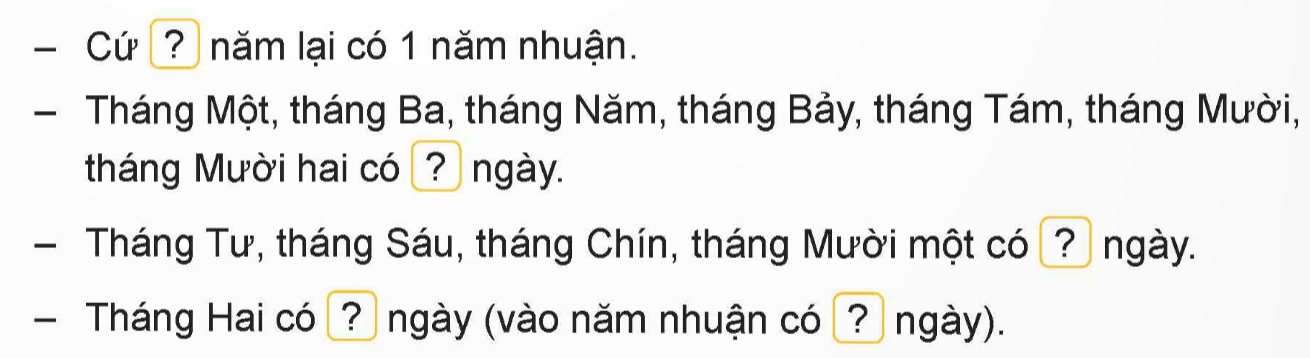 – Cứ ? năm lại có 1 năm nhuận.
– Tháng Một, tháng Ba, tháng Năm, tháng Bảy, tháng Tám, tháng Mười,
tháng Mười hai có ? ngày.
– Tháng Tư, tháng Sáu, tháng Chín, tháng Mười một có ? ngày.
– Tháng Hai có ? ngày (vào năm nhuận có ? ngày).